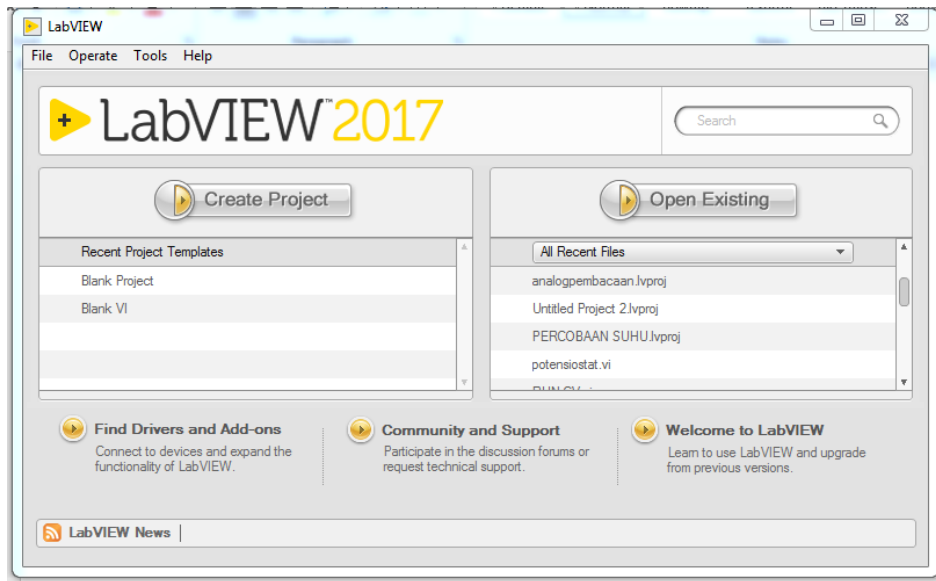 LabVIEW
File Operate Tools Help
LabVIEW™ 2017
Search
Create Project
Recent Project Templates
Blank Project
Blank VI
Open Existing
All Recent Files
analogpembacaan.lvproj
Untitled Project 2.lvproj
PERCOBAAN SUHU.lvproj
potensiostat.vi
Find Drivers and Add-ons
Connect to devices and expand the
functionality of LabVIEW.
Community and Support
Participate in the discussion forums or
request technical support.
Welcome to LabVIEW
Learn to use LabVIEW and upgrade
from previous versions.
LabVIEW News